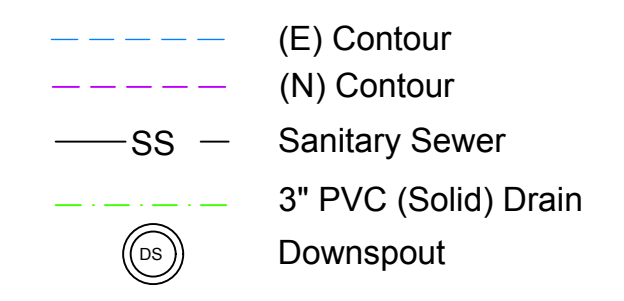 (E) Contour
(N) Contour
SS Sanitary Sewer
3" PVC (Solid) Drain
DS Downspout